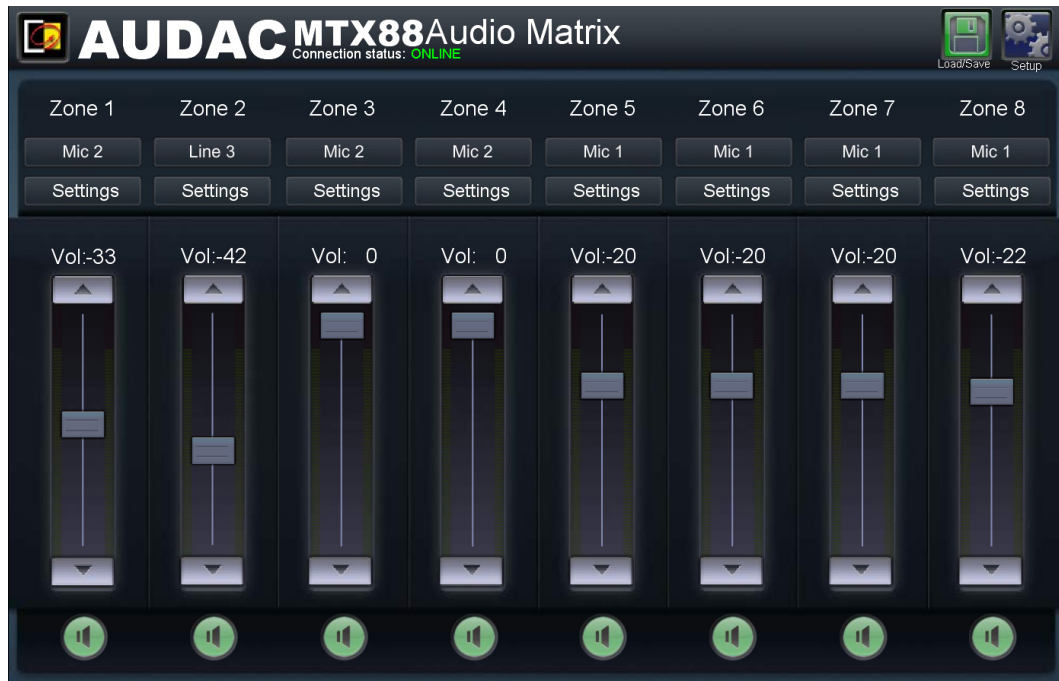 AUDAC MTX88 Audio Matrix
Connection status: ONLINE
Load/Save Setup
Zone 1 Zone 2 Zone 3 Zone 4 Zone 5 Zone 6 Zone 7 Zone 8
Mic 2 Line 3 Mic 2 Mic 2 Mic 1 Mic 1 Mic 1 Mic 1
Settings Settings Settings Settings Settings Settings Settings Settings
Vol:-33 Vol:-42 Vol: 0 Vol: 0 Vol:-20 Vol:-20 Vol:-20 Vol:-22